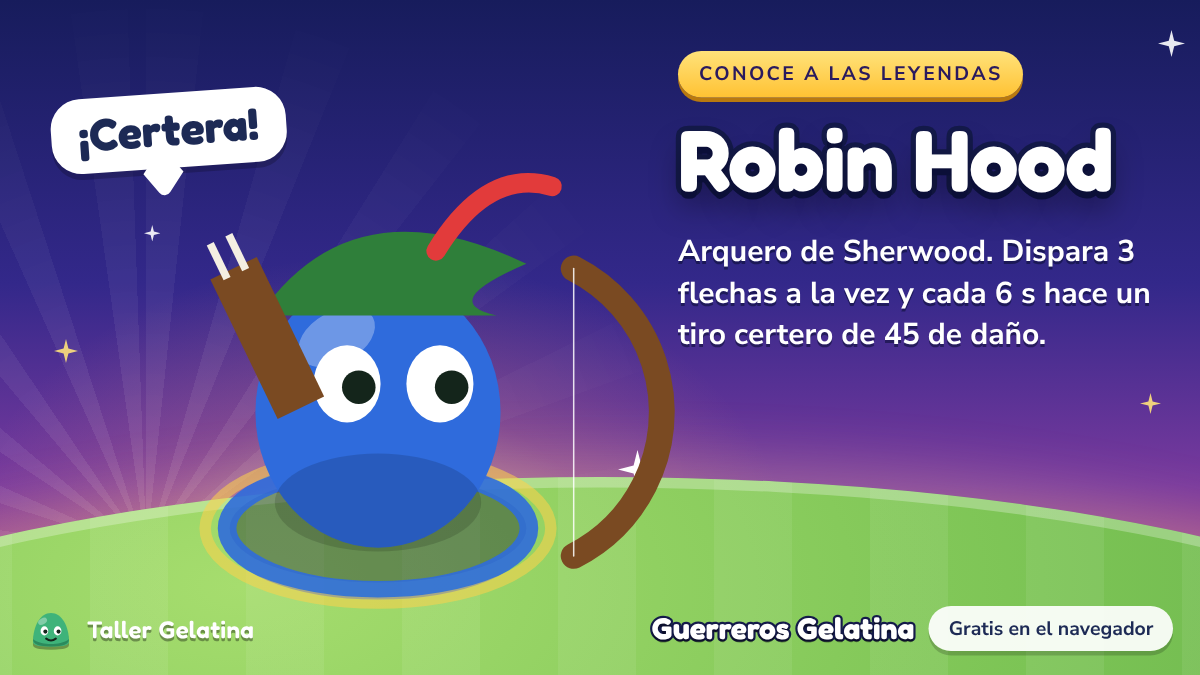 CONOCE A LAS LEYENDAS
¡Certera!
Robin Hood
Arquero de Sherwood. Dispara 3
flechas a la vez y cada 6 s hace un
tiro certero de 45 de daño.
Taller Gelatina
Guerreros Gelatina
Gratis en el navegador